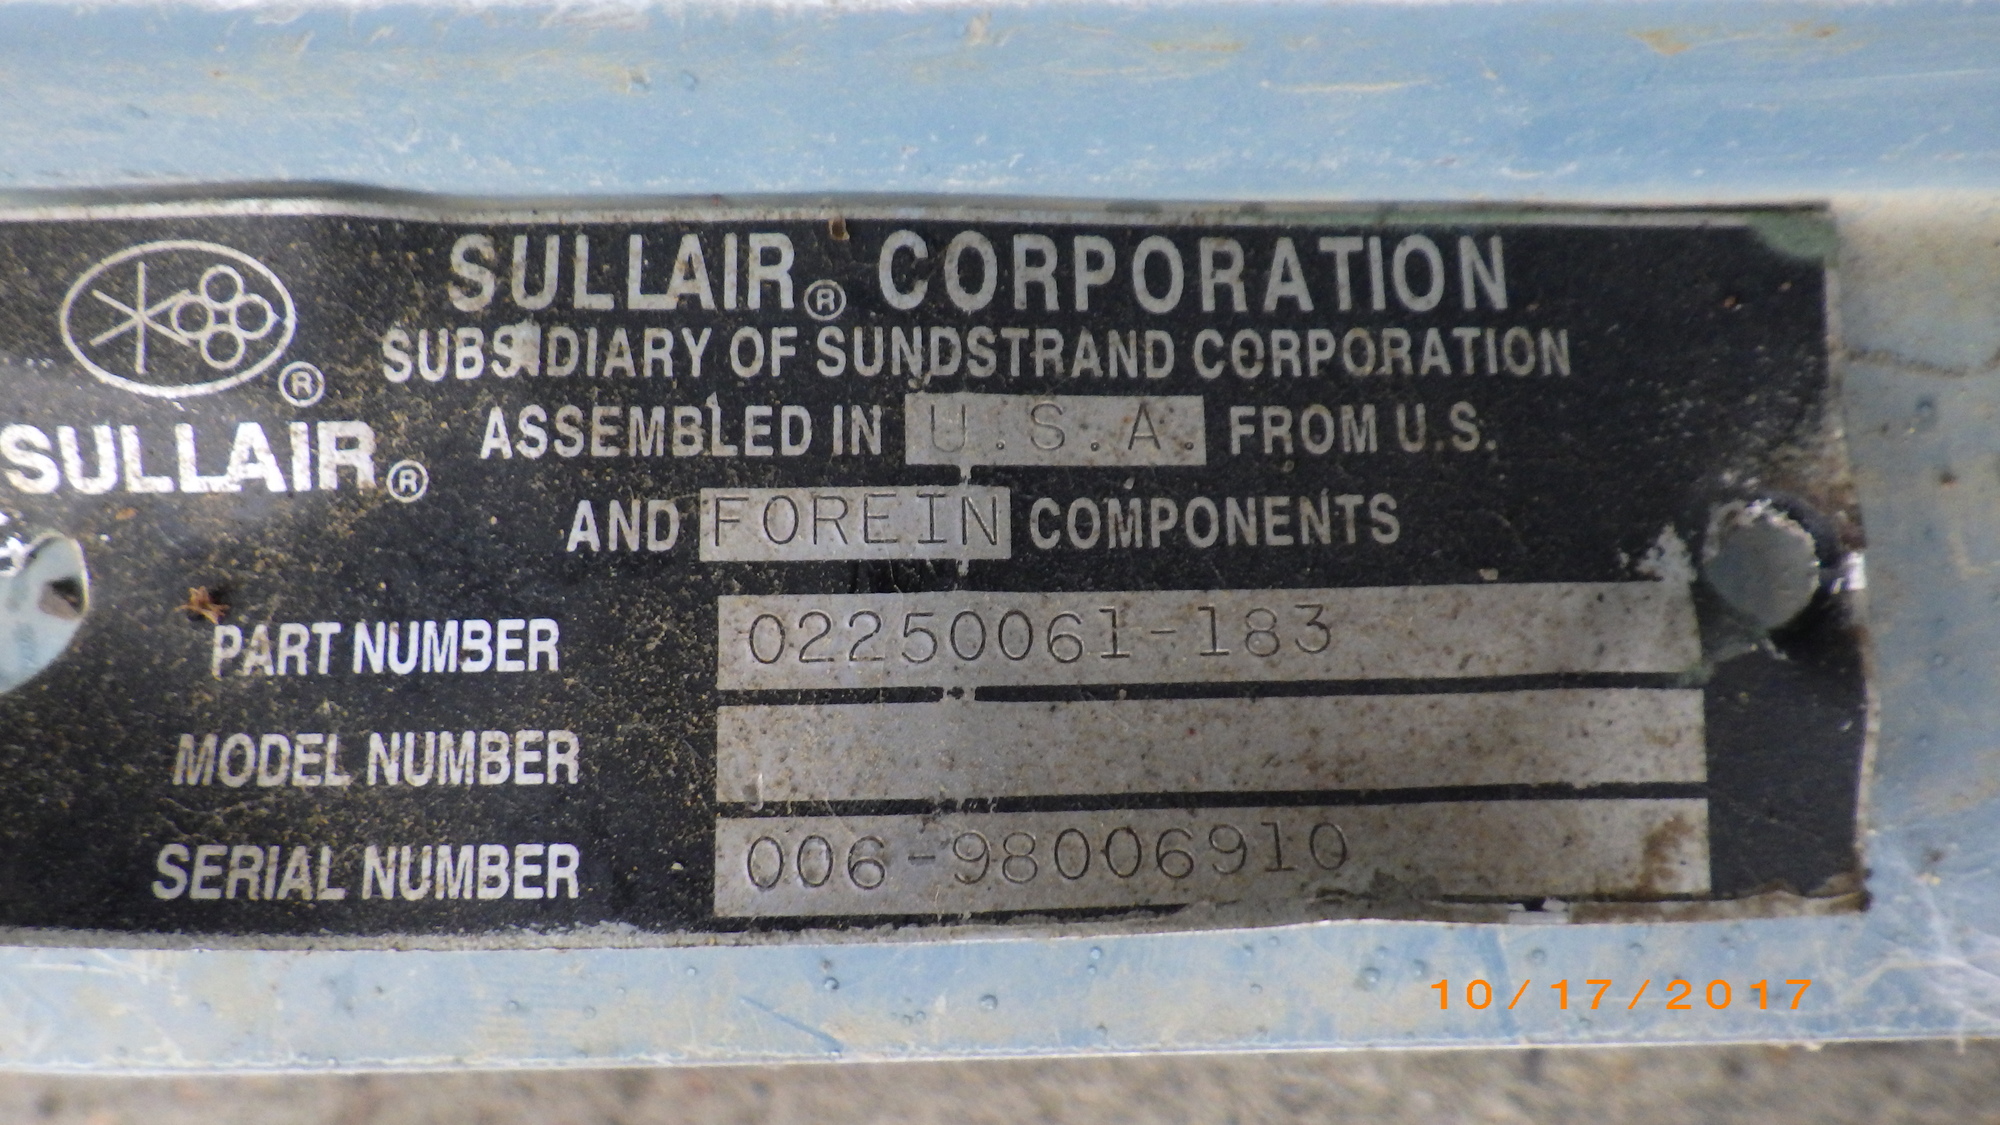 SULLAIR® CORPORATION
SUBSIDIARY OF SUNDSTRAND CORPORATION
ASSEMBLED IN U.S.A. FROM U.S.
AND FOREIN COMPONENTS
®
SULLAIR®
PART NUMBER 02250061-183
MODEL NUMBER
SERIAL NUMBER 006-98006910
10/17/2017